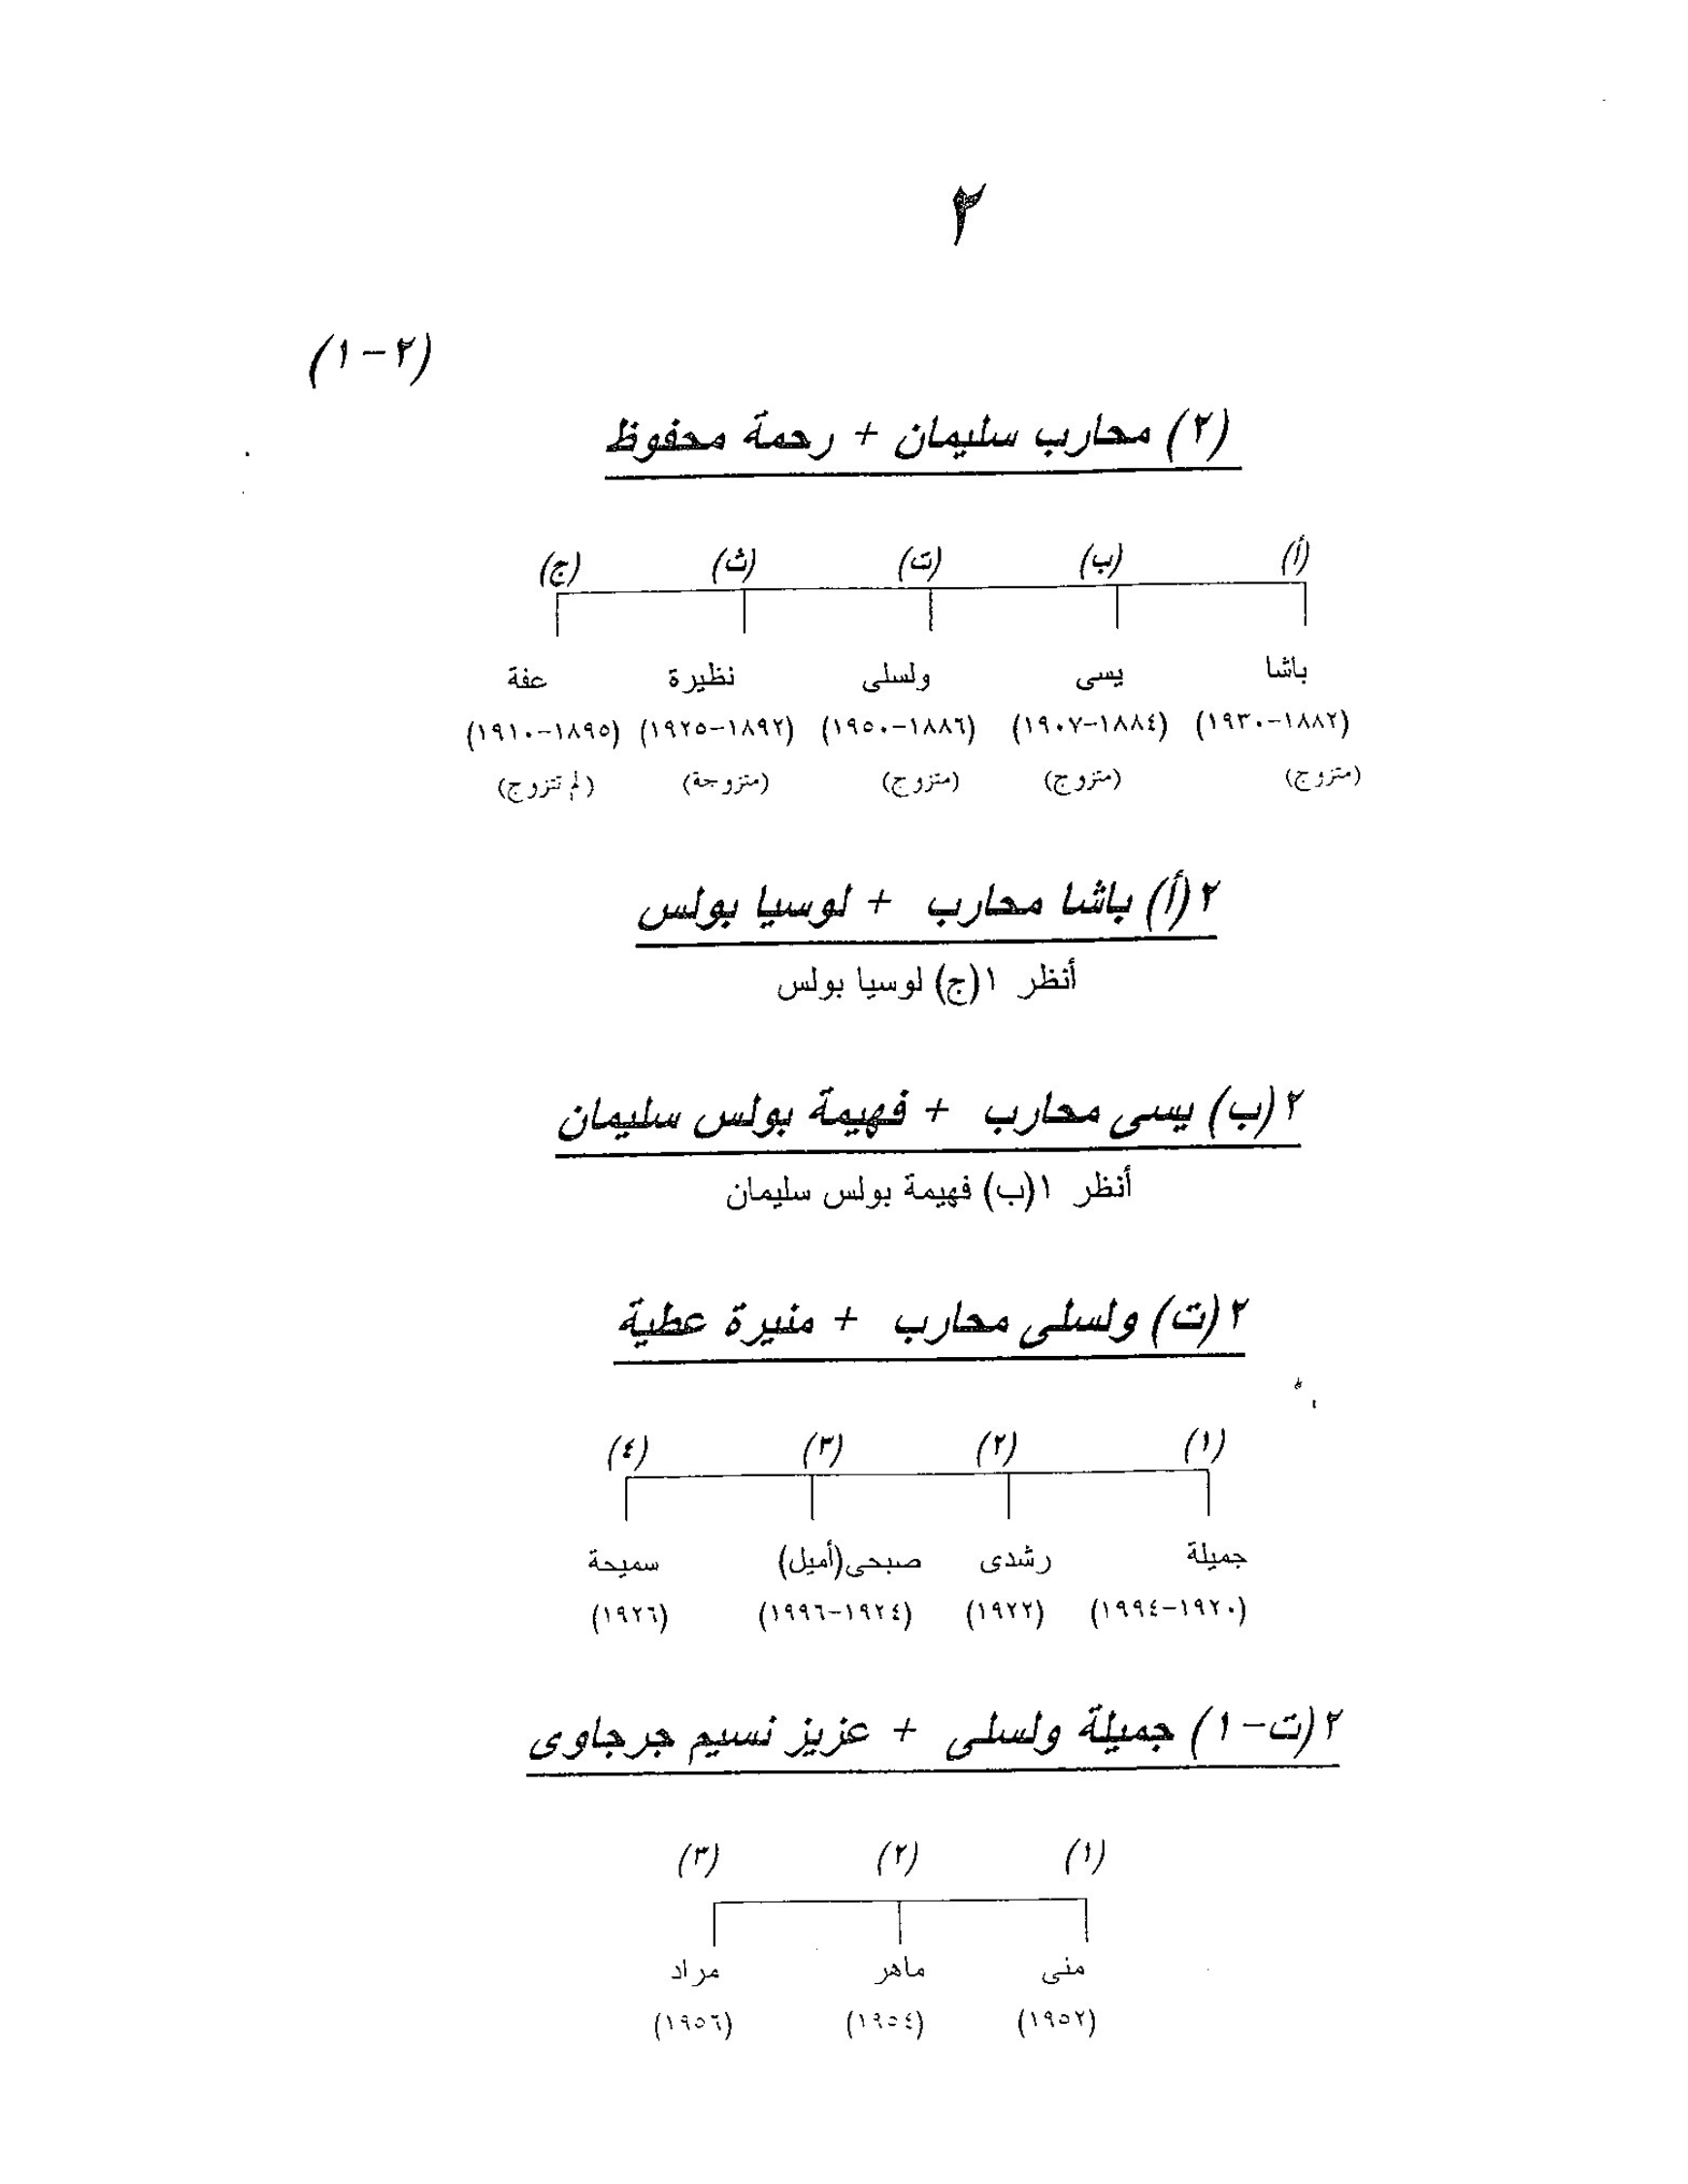 ٢
(٢-١)
(٢) محارب سليمان + رحمة محفوظ
(أ) (ب) (ت) (ث) (ج)
باشا يسى ولسلى نظيرة عفة
(١٨٨٢-١٩٣٠) (١٨٨٤-١٩٠٧) (١٨٨٦-١٩٥٠) (١٨٩٢-١٩٢٥) (١٨٩٥-١٩١٠)
(متزوج) (متزوج) (متزوج) (متزوجة) (لم تتزوج)
٢(أ) باشا محارب + لوسيا بولس
أنظر ١(ج) لوسيا بولس
٢(ب) يسى محارب + فهيمة بولس سليمان
أنظر ١(ب) فهيمة بولس سليمان
٢(ت) ولسلى محارب + منيرة عطية
(١) (٢) (٣) (٤)
جميلة رشدى صبحى(أميل) سميحة
(١٩٢٠-١٩٩٤) (١٩٢٢) (١٩٢٤-١٩٩٦) (١٩٢٦)
٢(ت-١) جميلة ولسلى + عزيز نسيم جرجاوى
(١) (٢) (٣)
منى ماهر مراد
(١٩٥٢) (١٩٥٤) (١٩٥٦)